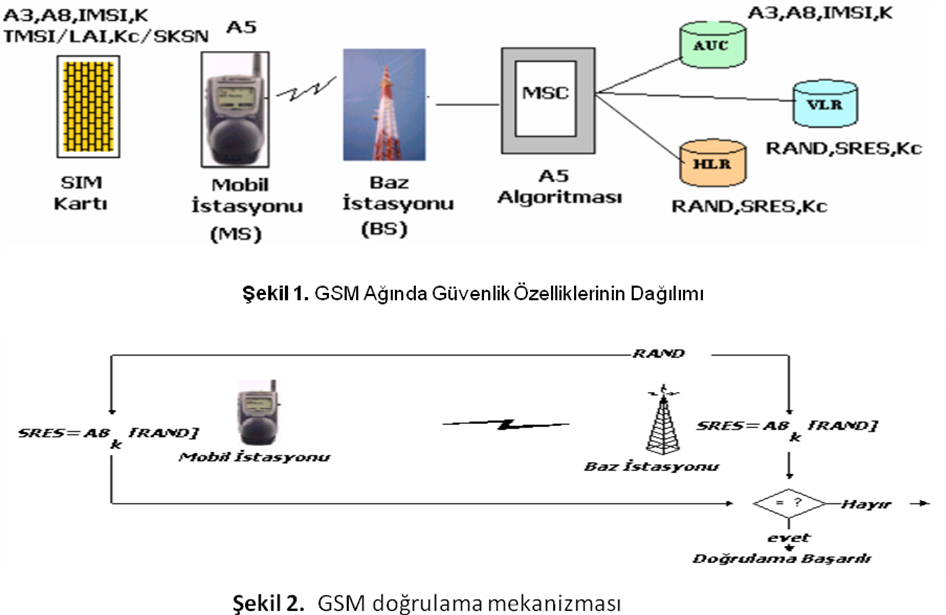 A3,A8,IMSI,K
TMSI/LAI,Kc/SKSN
A5
A3,A8,IMSI,K
AUC
MSC
VLR
RAND,SRES,Kc
HLR
RAND,SRES,Kc
SIM
Kartı
Mobil
İstasyonu
(MS)
Baz
İstasyonu
(BS)
A5
Algoritması
Şekil 1. GSM Ağında Güvenlik Özelliklerinin Dağılımı
RAND
SRES=A8 k [RAND]
Mobil İstasyonu
Baz İstasyonu
SRES=A8 k [RAND]
= ?
Hayır
evet
Doğrulama Başarılı
Şekil 2. GSM doğrulama mekanizması